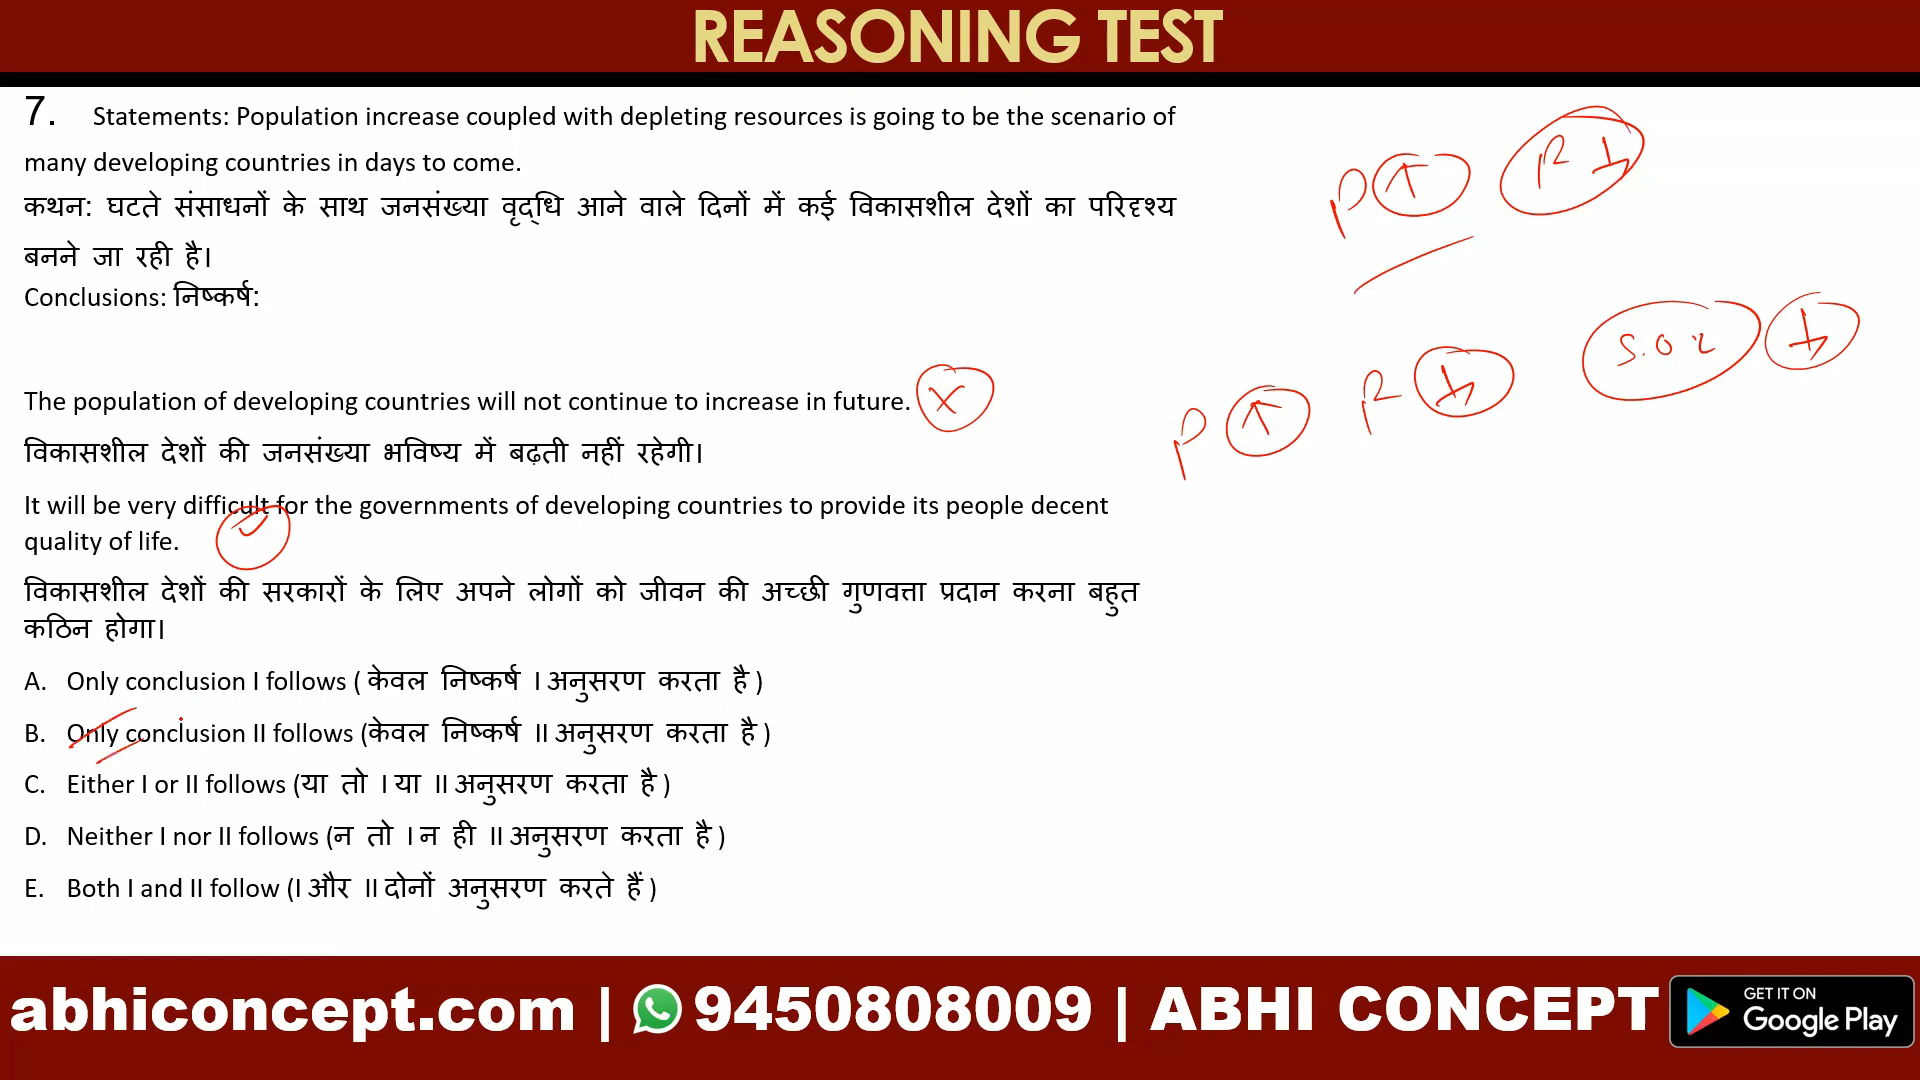 REASONING TEST
7. Statements: Population increase coupled with depleting resources is going to be the scenario of
many developing countries in days to come.
कथन: घटते संसाधनों के साथ जनसंख्या वृद्धि आने वाले दिनों में कई विकासशील देशों का परिदृश्य
बनने जा रही है।
Conclusions: निष्कर्ष:
P ↑ R ↓
The population of developing countries will not continue to increase in future. X
P ↑ R ↓ ↓
विकासशील देशों की जनसंख्या भविष्य में बढ़ती नहीं रहेगी।
It will be very difficult for the governments of developing countries to provide its people decent
quality of life.
विकासशील देशों की सरकारों के लिए अपने लोगों को जीवन की अच्छी गुणवत्ता प्रदान करना बहुत
कठिन होगा।
A. Only conclusion I follows ( केवल निष्कर्ष I अनुसरण करता है )
B. Only conclusion II follows (केवल निष्कर्ष II अनुसरण करता है )
C. Either I or II follows (या तो I या II अनुसरण करता है )
D. Neither I nor II follows (न तो I न ही II अनुसरण करता है )
E. Both I and II follow (I और II दोनों अनुसरण करते हैं )
abhiconcept.com | 9450808009 | ABHI CONCEPT
GET IT ON
Google Play